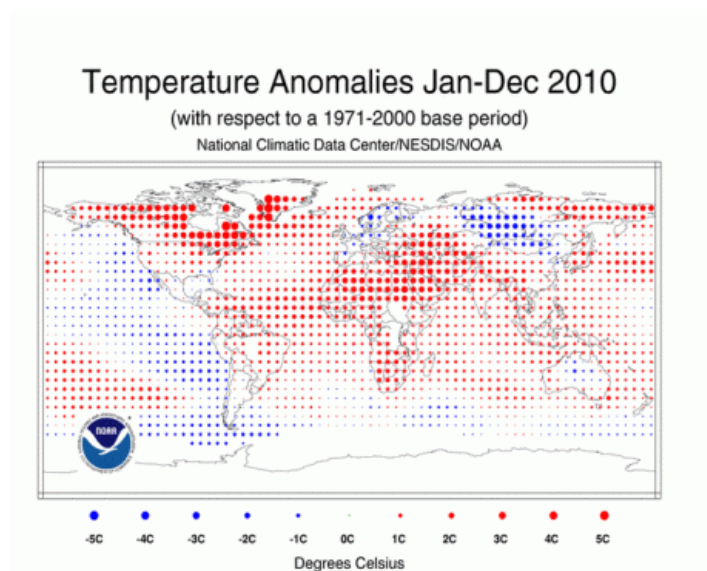 Temperature Anomalies Jan-Dec 2010
(with respect to a 1971-2000 base period)
National Climatic Data Center/NESDIS/NOAA
NOAA
-5C -4C -3C -2C -1C 0C 1C 2C 3C 4C 5C
Degrees Celsius